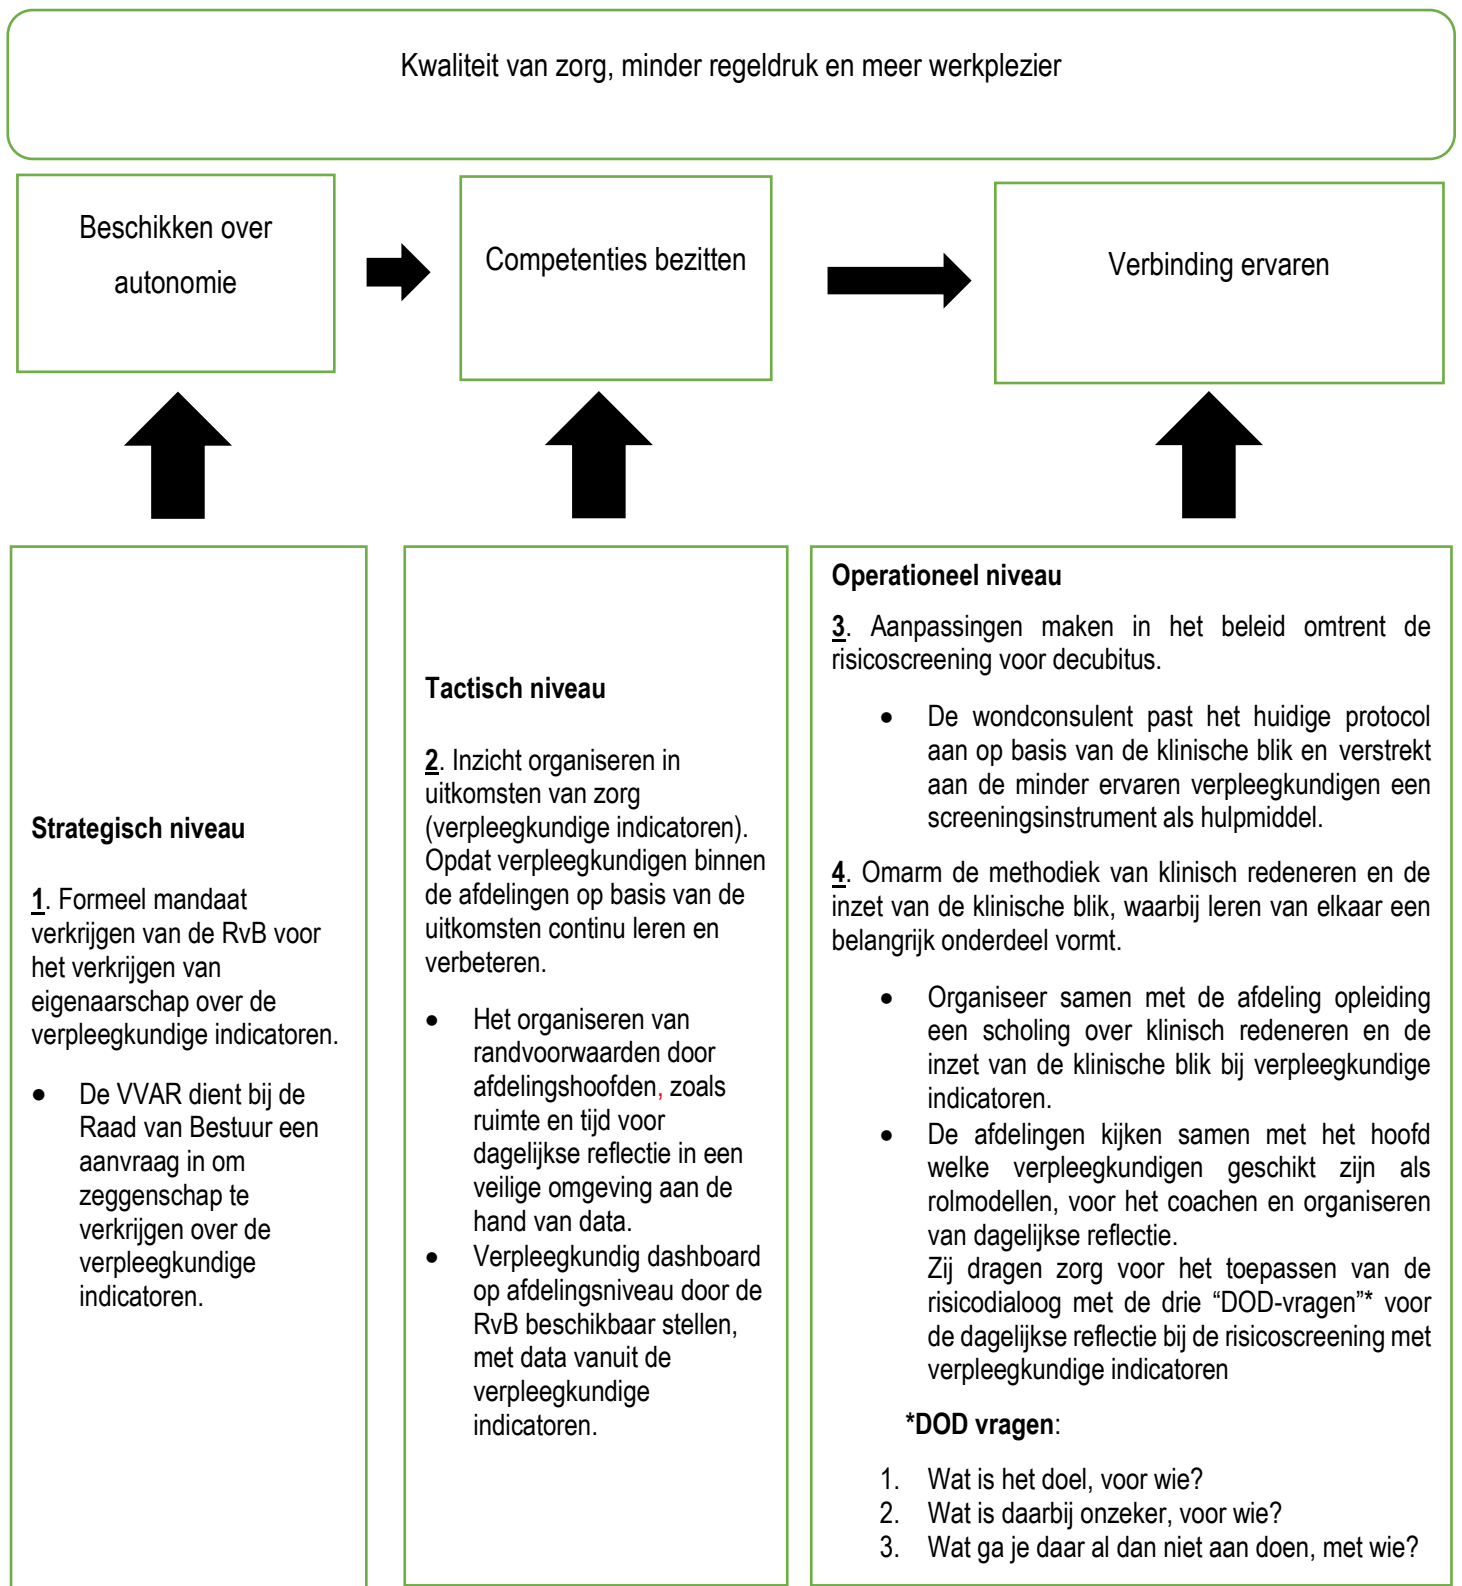 Kwaliteit van zorg, minder regeldruk en meer werkplezier
Beschikken over
autonomie
Competenties bezitten
Verbinding ervaren
Strategisch niveau
1. Formeel mandaat
verkrijgen van de RvB voor
het verkrijgen van
eigenaarschap over de
verpleegkundige indicatoren.
• De VVAR dient bij de
Raad van Bestuur een
aanvraag in om
zeggenschap te
verkrijgen over de
verpleegkundige
indicatoren.
Tactisch niveau
2. Inzicht organiseren in
uitkomsten van zorg
(verpleegkundige indicatoren).
Opdat verpleegkundigen binnen
de afdelingen op basis van de
uitkomsten continu leren en
verbeteren.
• Het organiseren van
randvoorwaarden door
afdelingshoofden, zoals
ruimte en tijd voor
dagelijkse reflectie in een
veilige omgeving aan de
hand van data.
• Verpleegkundig dashboard
op afdelingsniveau door de
RvB beschikbaar stellen,
met data vanuit de
verpleegkundige
indicatoren.
Operationeel niveau
3. Aanpassingen maken in het beleid omtrent de
risicoscreening voor decubitus.
• De wondconsulent past het huidige protocol
aan op basis van de klinische blik en verstrekt
aan de minder ervaren verpleegkundigen een
screeningsinstrument als hulpmiddel.
4. Omarm de methodiek van klinisch redeneren en de
inzet van de klinische blik, waarbij leren van elkaar een
belangrijk onderdeel vormt.
• Organiseer samen met de afdeling opleiding
een scholing over klinisch redeneren en de
inzet van de klinische blik bij verpleegkundige
indicatoren.
• De afdelingen kijken samen met het hoofd
welke verpleegkundigen geschikt zijn als
rolmodellen, voor het coachen en organiseren
van dagelijkse reflectie.
Zij dragen zorg voor het toepassen van de
risicodialoog met de drie “DOD-vragen”* voor
de dagelijkse reflectie bij de risicoscreening met
verpleegkundige indicatoren
*DOD vragen:
1. Wat is het doel, voor wie?
2. Wat is daarbij onzeker, voor wie?
3. Wat ga je daar al dan niet aan doen, met wie?